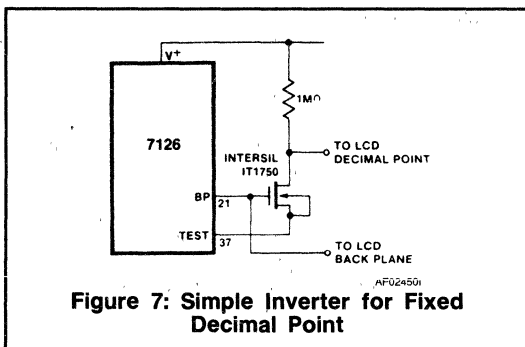 V+
1MΩ
7126
TO LCD
DECIMAL POINT
INTERSIL
IT1750
BP
21
TEST
37
TO LCD
BACK PLANE
AF02450I
Figure 7: Simple Inverter for Fixed
Decimal Point